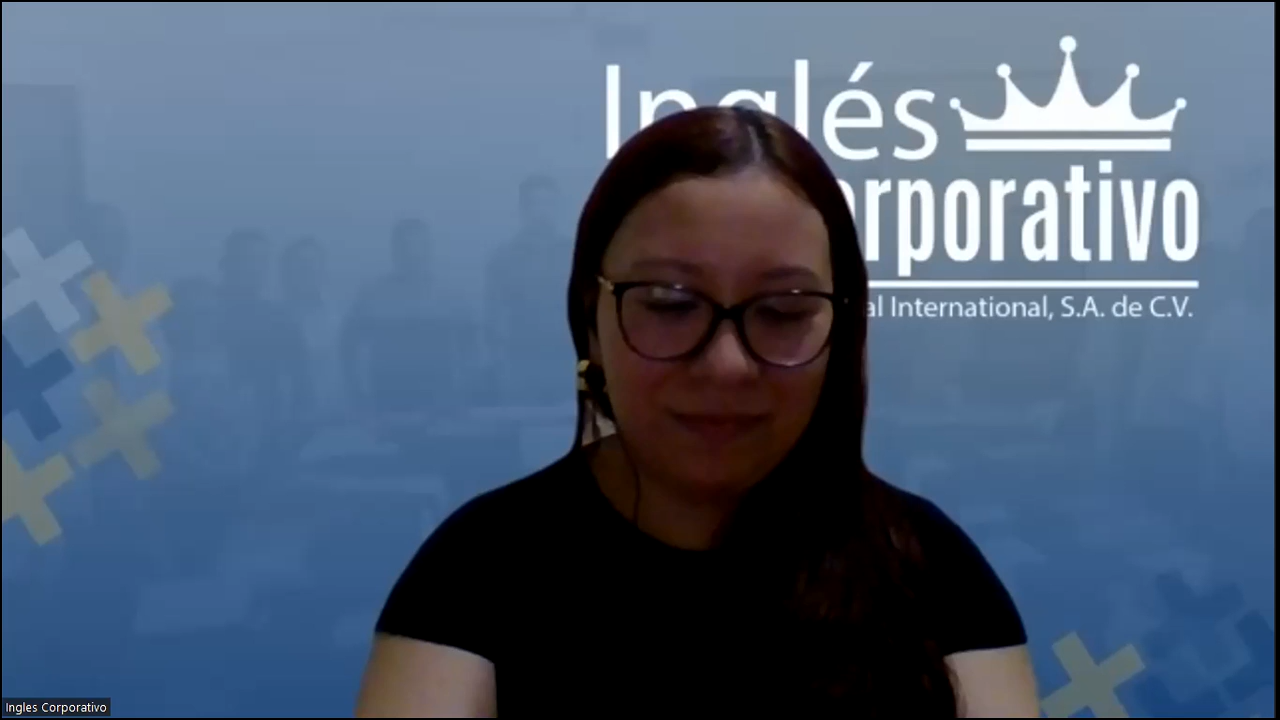 Inglés
rporativo
al International, S.A. de C.V.
Ingles Corporativo